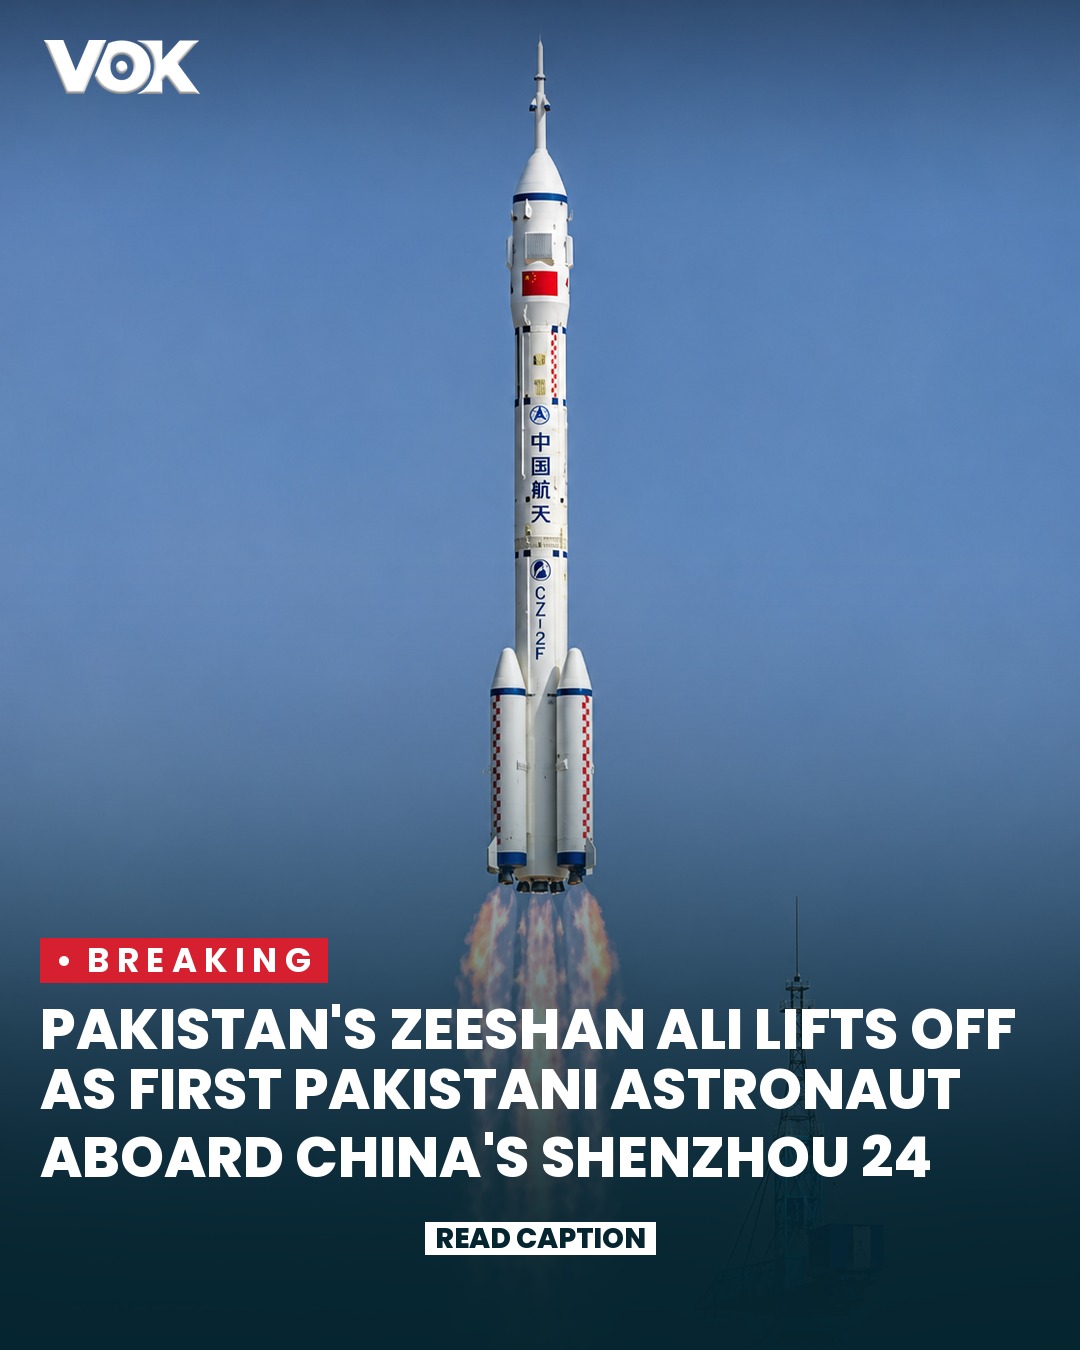 VOK
中
国
航
天
CZ-2F
• BREAKING
PAKISTAN'S ZEESHAN ALI LIFTS OFF
AS FIRST PAKISTANI ASTRONAUT
ABOARD CHINA'S SHENZHOU 24
READ CAPTION